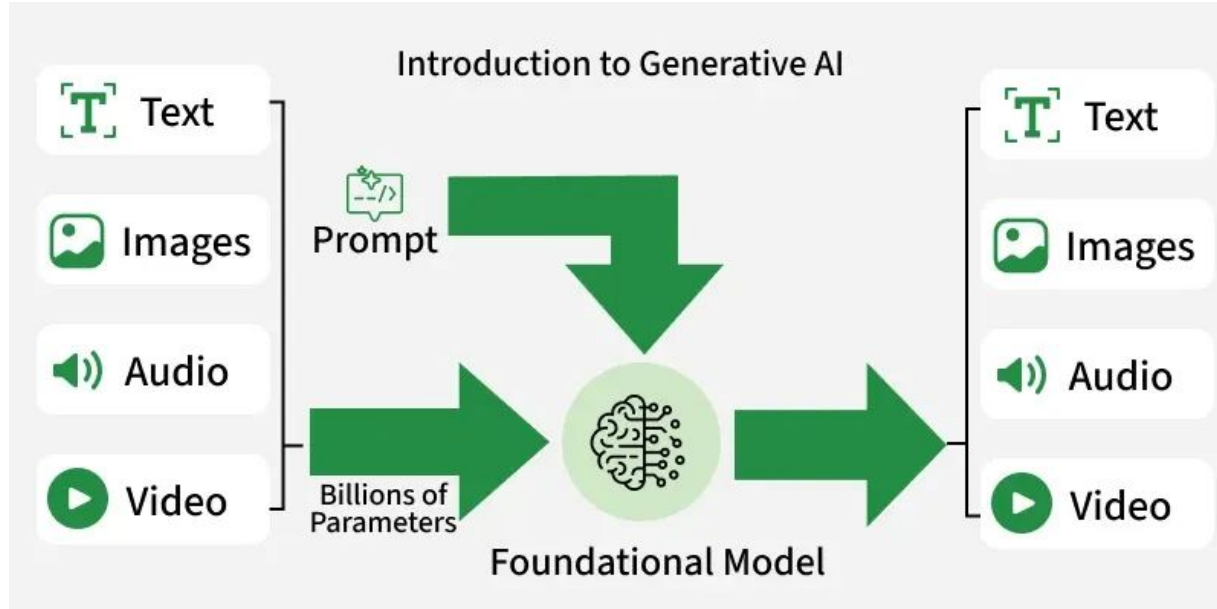 Introduction to Generative AI
Text
Images
Audio
Video
Prompt
Billions of
Parameters
Foundational Model
Text
Images
Audio
Video